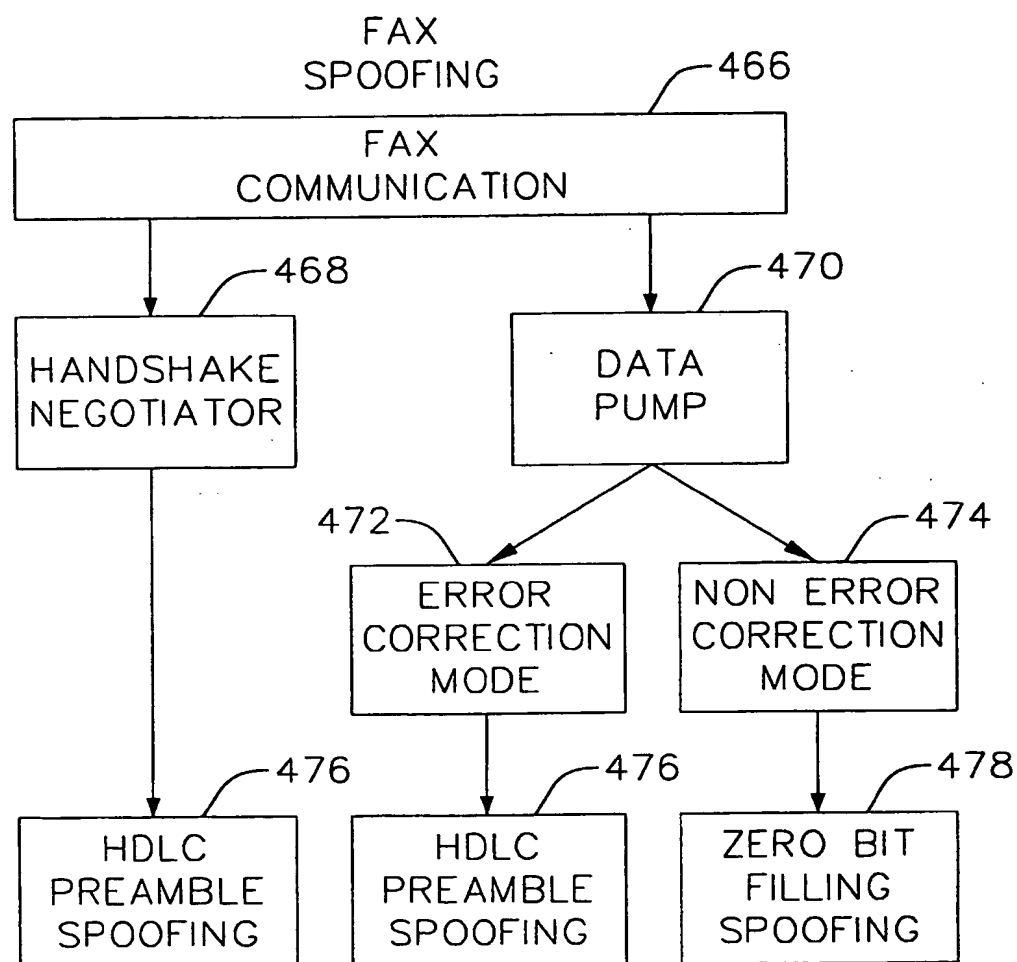 FAX
SPOOFING
466
FAX
COMMUNICATION
468
470
HANDSHAKE
NEGOTIATOR
DATA
PUMP
472
474
ERROR
CORRECTION
MODE
NON ERROR
CORRECTION
MODE
476
476
478
HDLC
PREAMBLE
SPOOFING
HDLC
PREAMBLE
SPOOFING
ZERO BIT
FILLING
SPOOFING